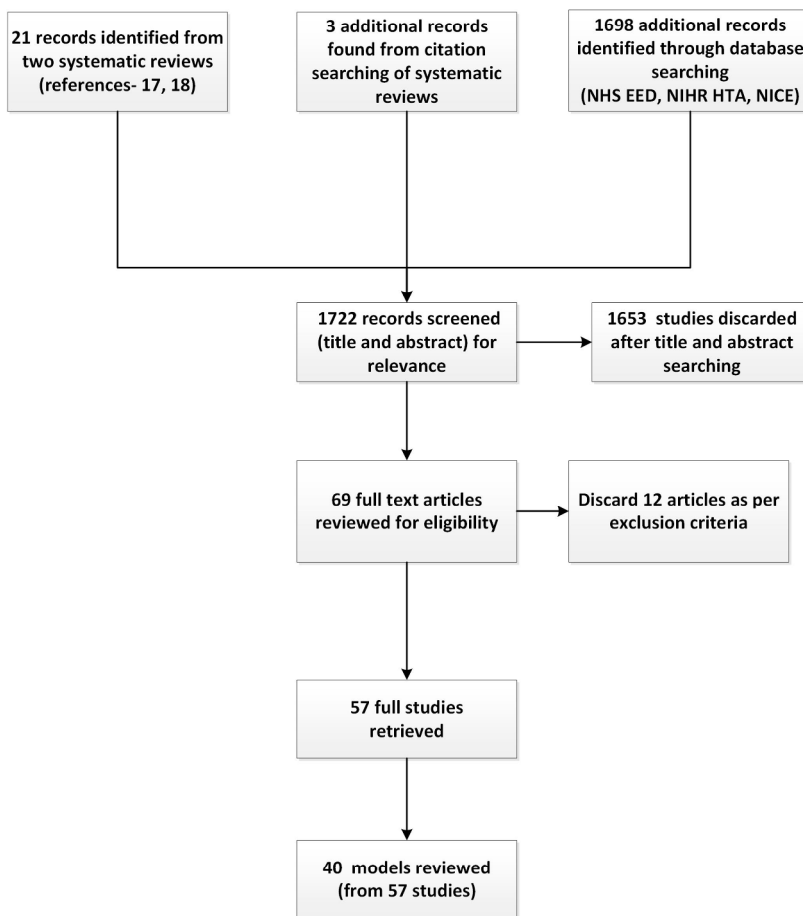 21 records identified from
two systematic reviews
(references- 17, 18)
3 additional records
found from citation
searching of systematic
reviews
1698 additional records
identified through database
searching
(NHS EED, NIHR HTA, NICE)
1722 records screened
(title and abstract) for
relevance
1653 studies discarded
after title and abstract
searching
69 full text articles
reviewed for eligibility
Discard 12 articles as per
exclusion criteria
57 full studies
retrieved
40 models reviewed
(from 57 studies)